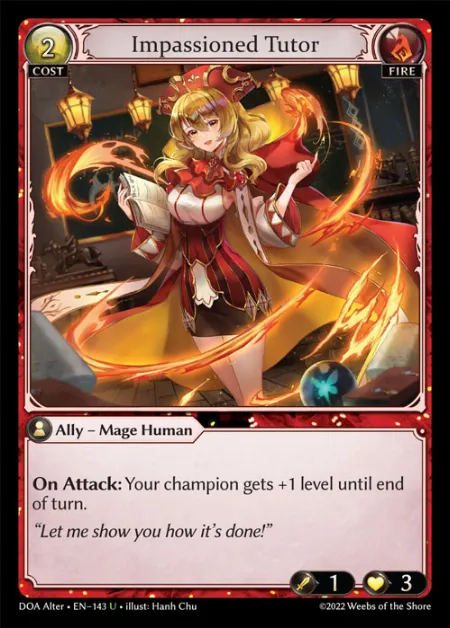 2
Impassioned Tutor
COST
FIRE
Ally – Mage Human
On Attack: Your champion gets +1 level until end
of turn.
“Let me show you how it’s done!”
1
3
DOA Alter • EN–143 U • illust: Hanh Chu
©2022 Weebs of the Shore